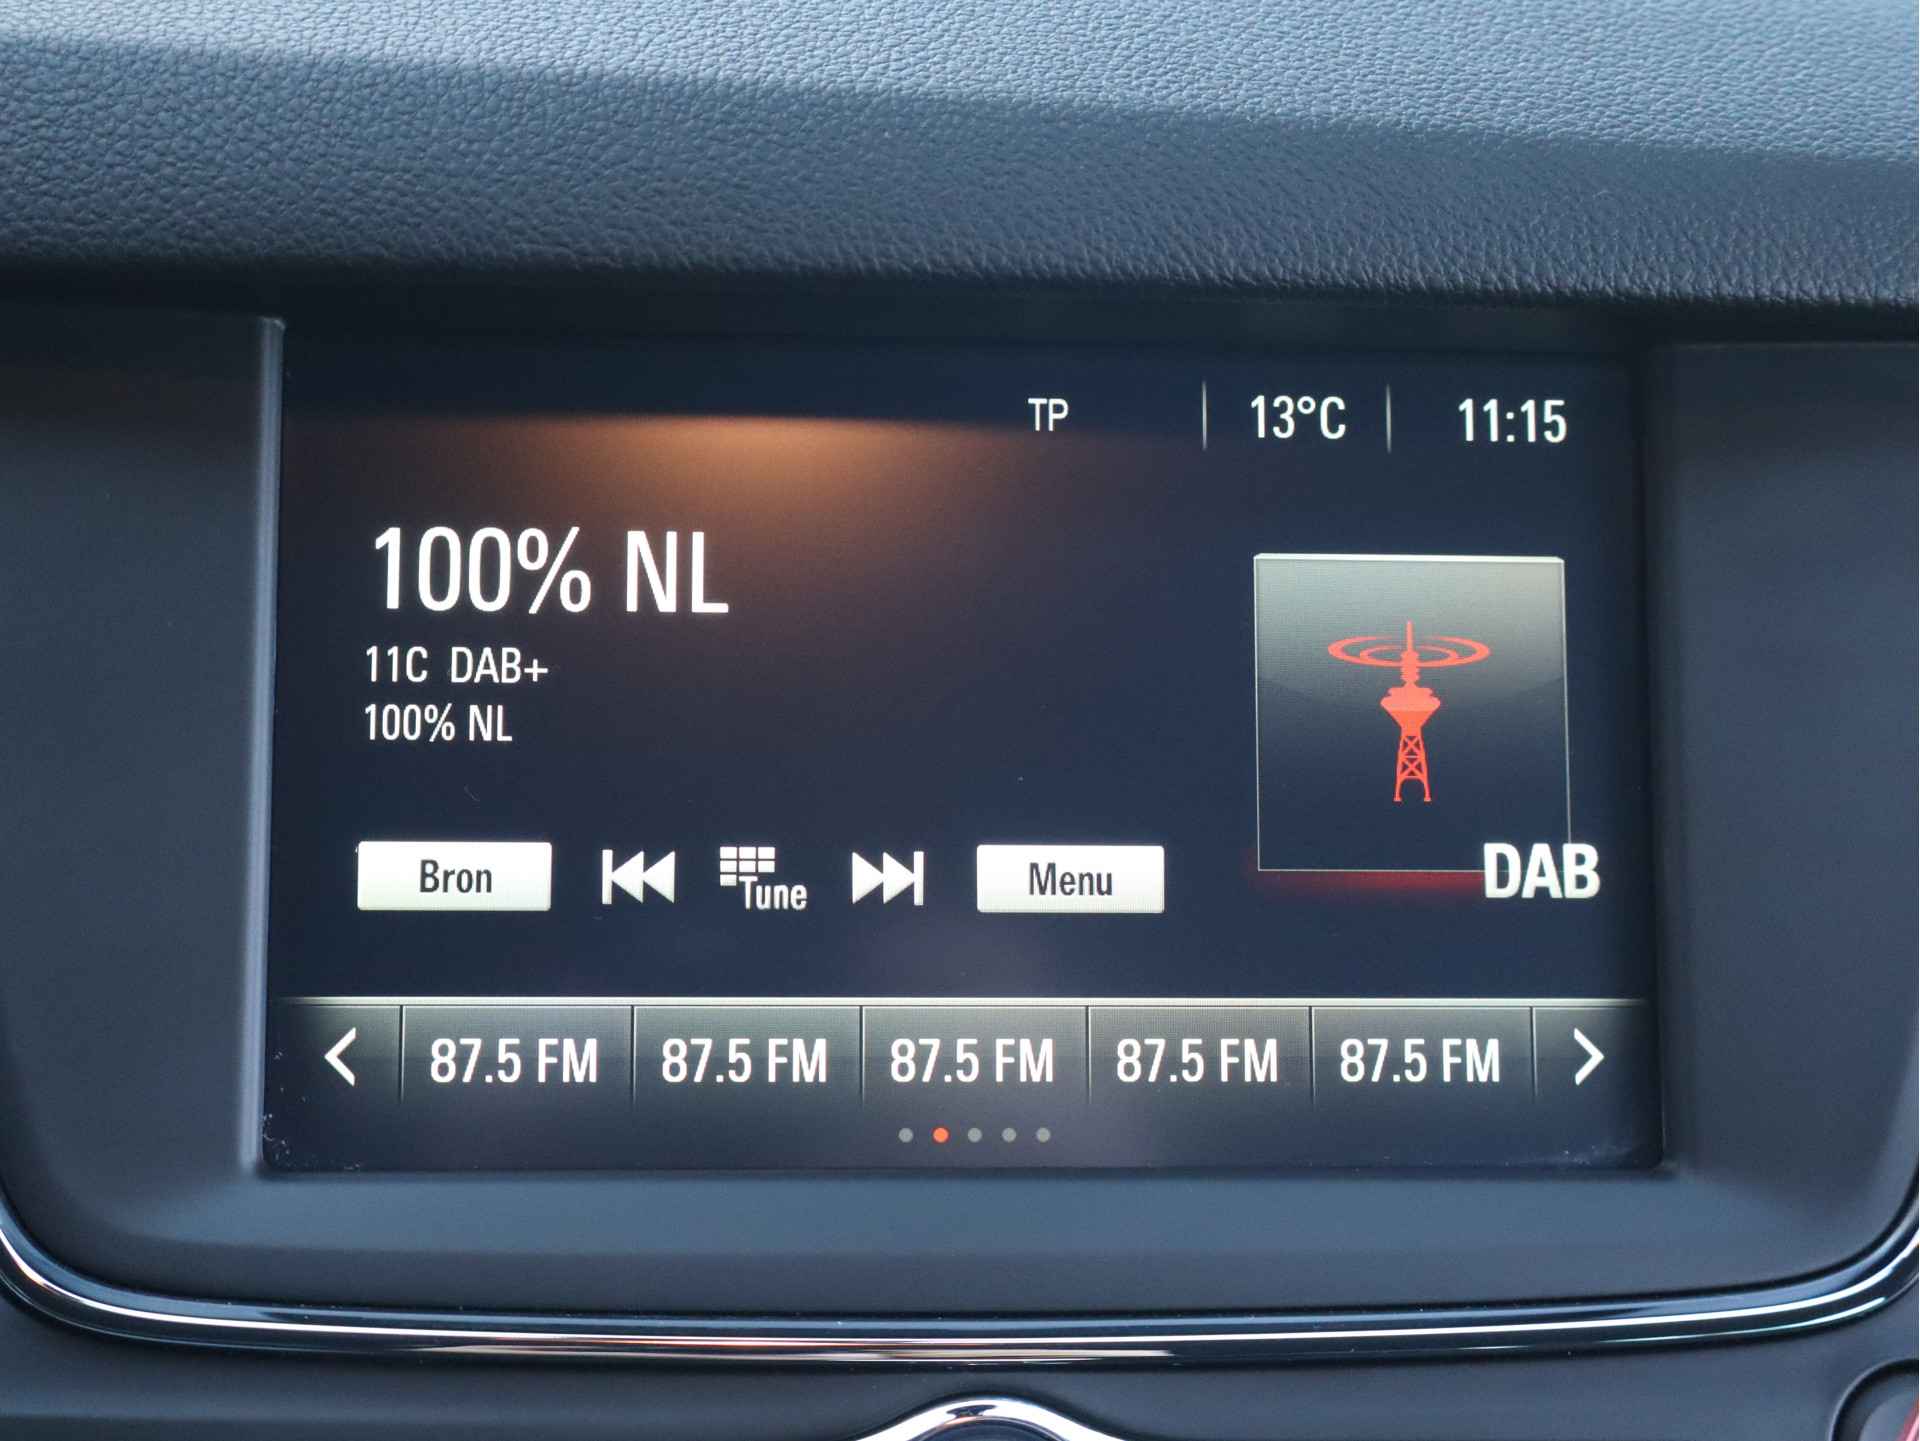 TP 13°C 11:15
100% NL
11C DAB+
100% NL
Bron Tune Menu DAB
87.5 FM 87.5 FM 87.5 FM 87.5 FM 87.5 FM